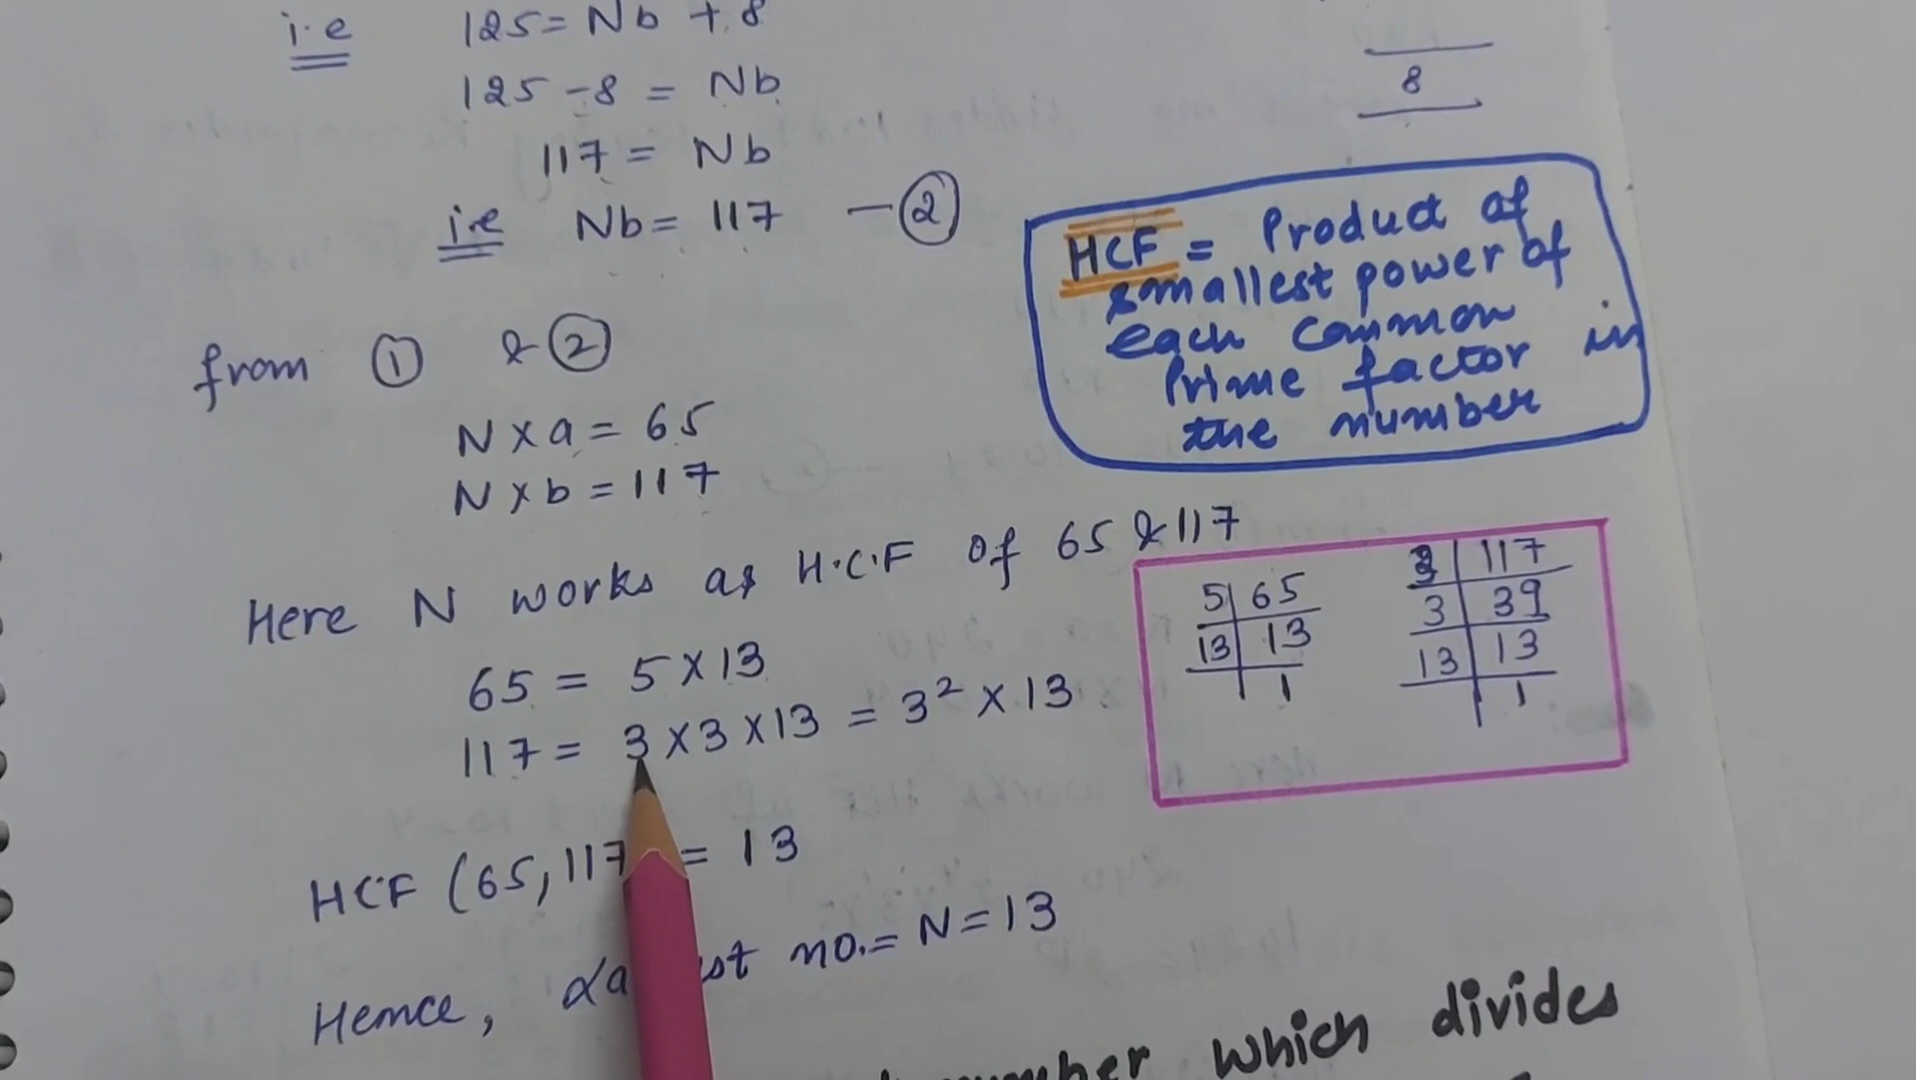 i.e 125 = Nb + 8
125 - 8 = Nb
117 = Nb
i.e Nb = 117 - ②
8
HCF = Product of
smallest power of
each common
Prime factor in
the number
from ① & ②
N × a = 65
N × b = 117
Here N works as H.C.F of 65 & 117
65 = 5 × 13
117 = 3 × 3 × 13 = 3² × 13
5 | 65
13 | 13
1
3 | 117
3 | 39
13 | 13
1
HCF (65, 117 = 13
Hence, no. = N = 13
which divides